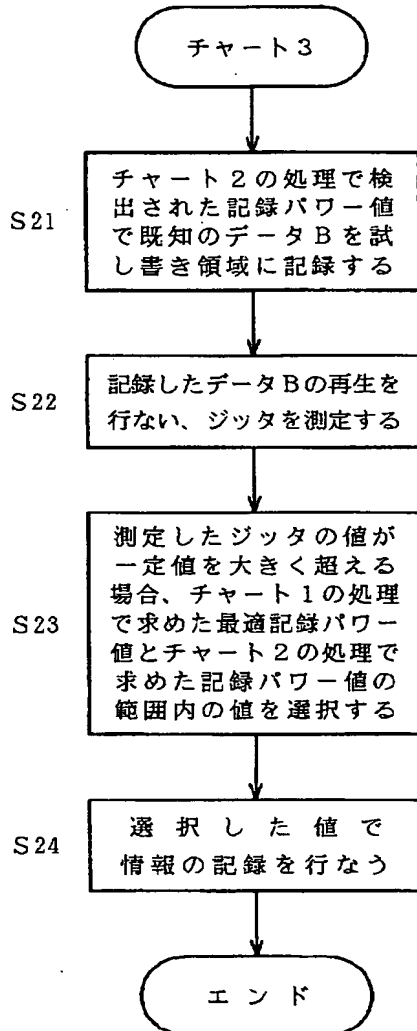 チャート3
S21
チャート2の処理で検
出された記録パワー値
で既知のデータBを試
し書き領域に記録する
S22
記録したデータBの再生を
行ない、ジッタを測定する
S23
測定したジッタの値が
一定値を大きく超える
場合、チャート1の処理
で求めた最適記録パワー
値とチャート2の処理で
求めた記録パワー値の
範囲内の値を選択する
S24
選択した値で
情報の記録を行なう
エンド